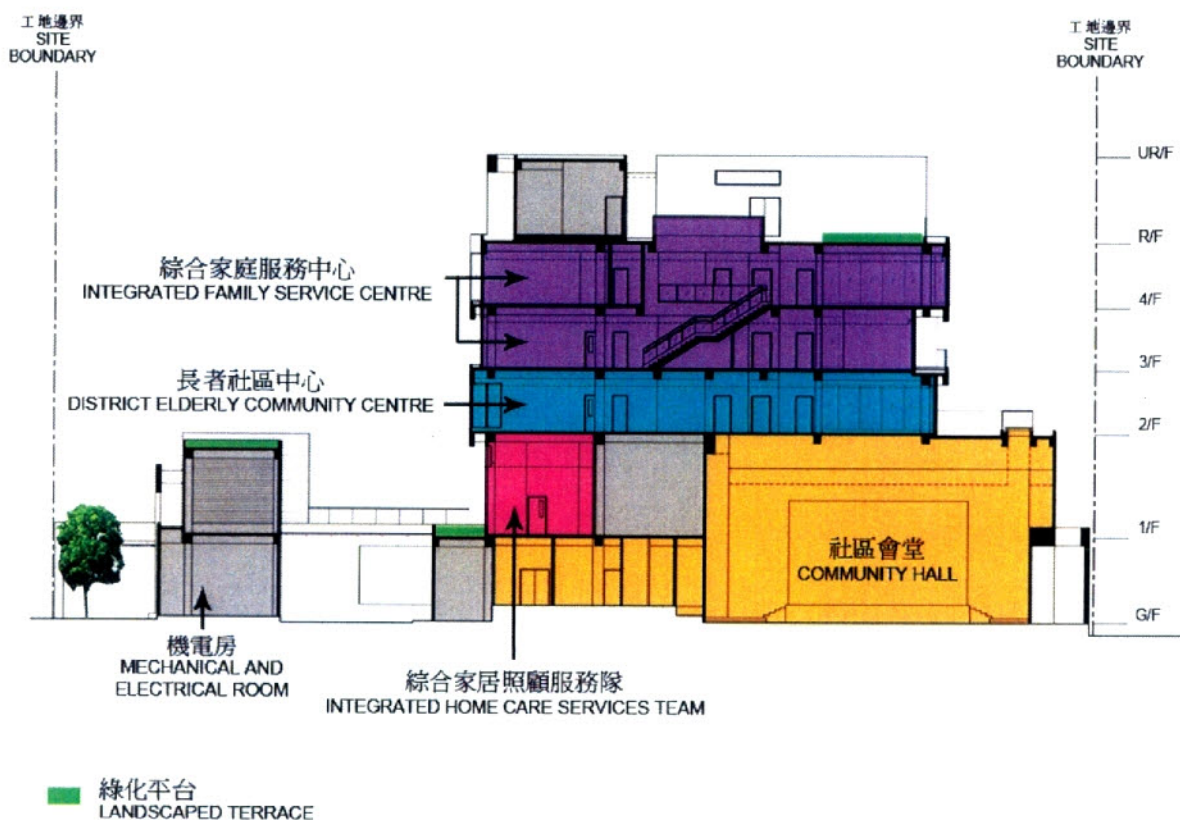 工地邊界
SITE
BOUNDARY
工地邊界
SITE
BOUNDARY
UR/F
R/F
綜合家庭服務中心
INTEGRATED FAMILY SERVICE CENTRE
4/F
3/F
長者社區中心
DISTRICT ELDERLY COMMUNITY CENTRE
2/F
1/F
社區會堂
COMMUNITY HALL
G/F
機電房
MECHANICAL AND
ELECTRICAL ROOM
綜合家居照顧服務隊
INTEGRATED HOME CARE SERVICES TEAM
綠化平台
LANDSCAPED TERRACE